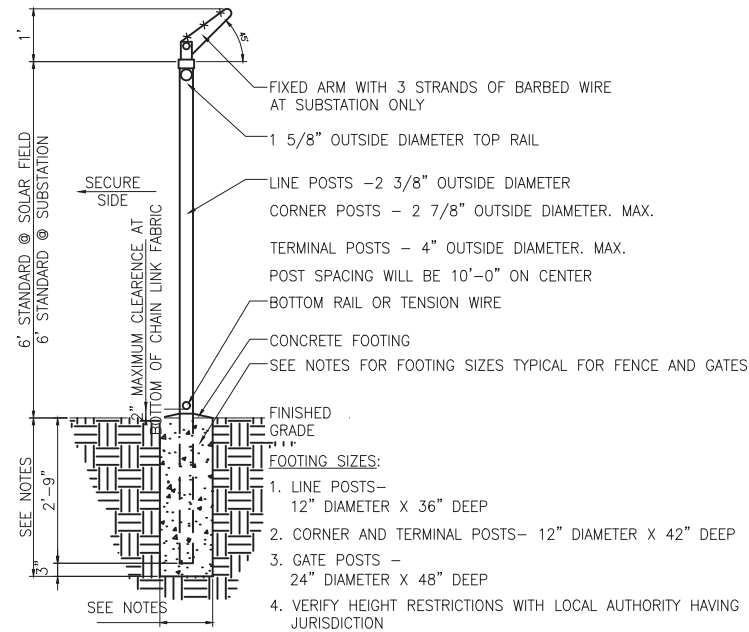 1'
45°
FIXED ARM WITH 3 STRANDS OF BARBED WIRE
AT SUBSTATION ONLY
1 5/8" OUTSIDE DIAMETER TOP RAIL
6' STANDARD @ SOLAR FIELD
6' STANDARD @ SUBSTATION
SECURE
SIDE
LINE POSTS -2 3/8" OUTSIDE DIAMETER
CORNER POSTS - 2 7/8" OUTSIDE DIAMETER. MAX.
TERMINAL POSTS - 4" OUTSIDE DIAMETER. MAX.
POST SPACING WILL BE 10'-0" ON CENTER
2" MAXIMUM CLEARENCE AT
BOTTOM OF CHAIN LINK FABRIC
BOTTOM RAIL OR TENSION WIRE
CONCRETE FOOTING
SEE NOTES FOR FOOTING SIZES TYPICAL FOR FENCE AND GATES
FINISHED
GRADE
SEE NOTES
2'-9"
3"
SEE NOTES
FOOTING SIZES:
1. LINE POSTS-
12" DIAMETER X 36" DEEP
2. CORNER AND TERMINAL POSTS- 12" DIAMETER X 42" DEEP
3. GATE POSTS -
24" DIAMETER X 48" DEEP
4. VERIFY HEIGHT RESTRICTIONS WITH LOCAL AUTHORITY HAVING
JURISDICTION